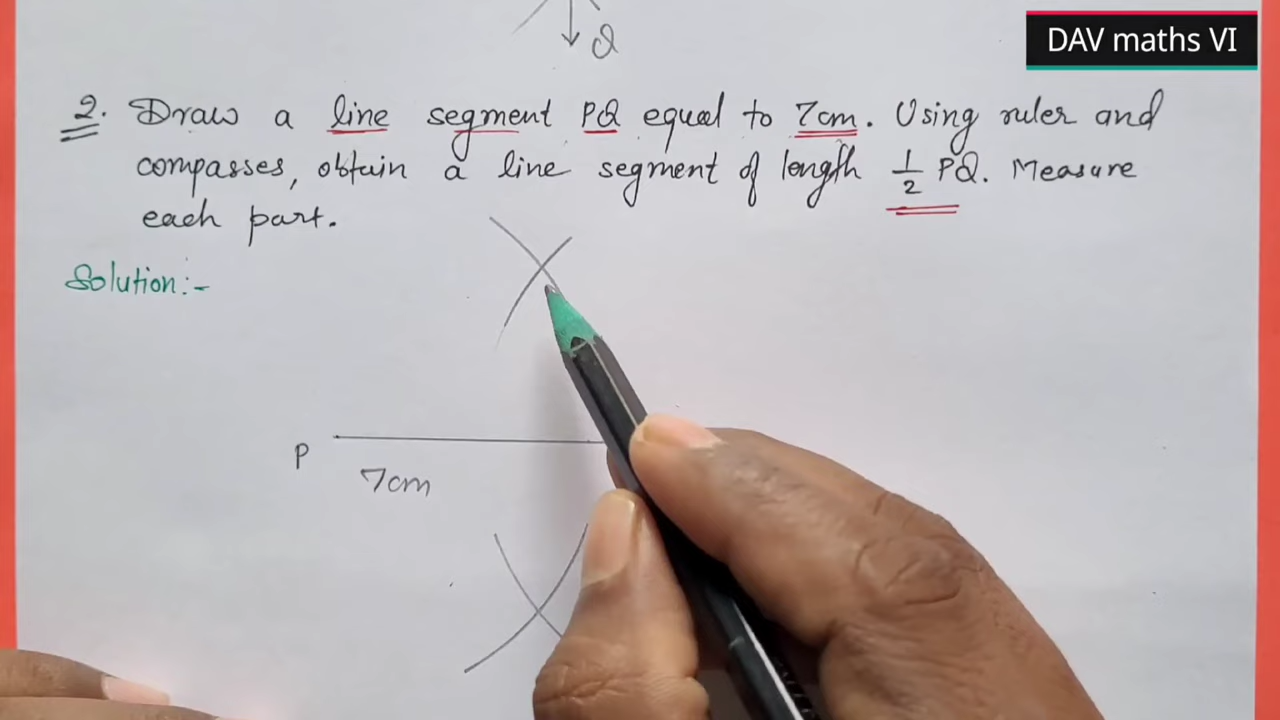 DAV maths VI
Q
2. Draw a line segment PQ equal to 7cm. Using ruler and
compasses, obtain a line segment of length 1/2 PQ. Measure
each part.
Solution:-
P
7cm